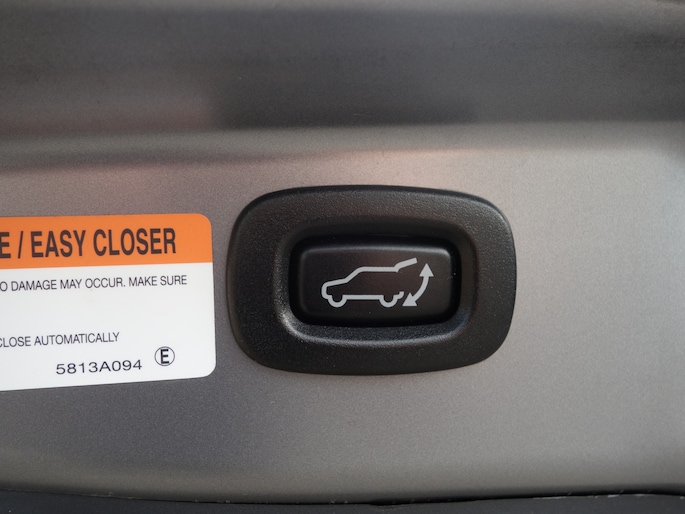 E / EASY CLOSER
O DAMAGE MAY OCCUR. MAKE SURE
CLOSE AUTOMATICALLY
5813A094 E